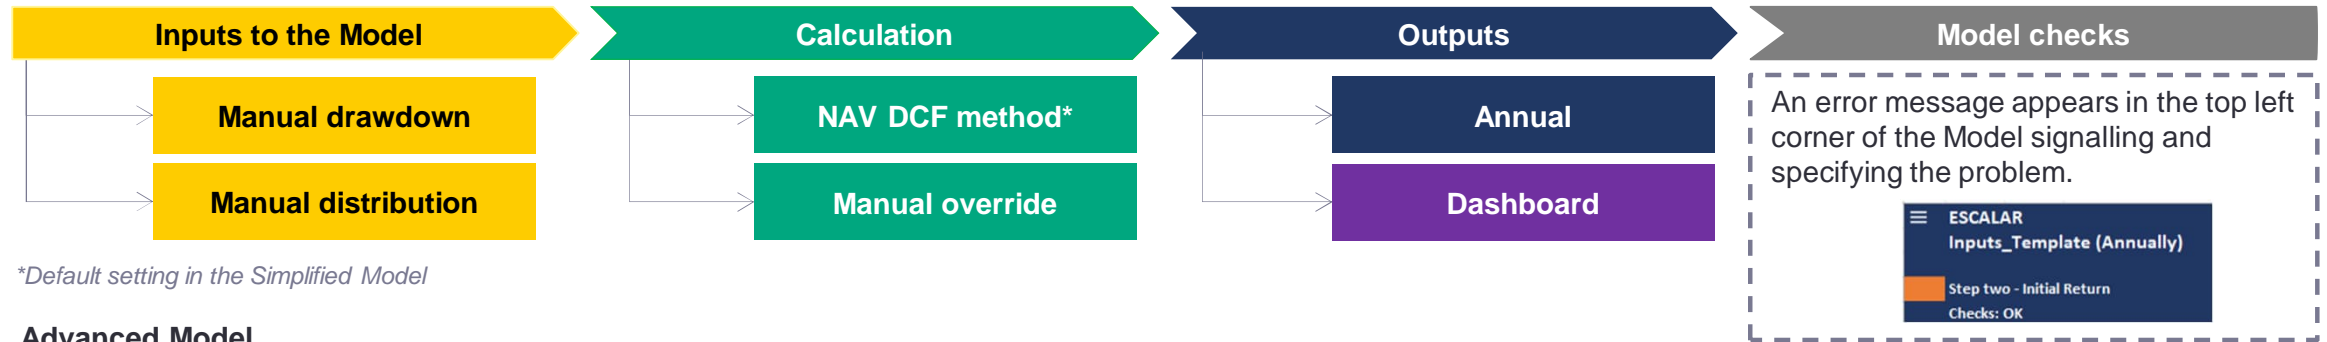 Inputs to the Model
Manual drawdown
Manual distribution
*Default setting in the Simplified Model
Calculation
NAV DCF method*
Manual override
Outputs
Annual
Dashboard
Model checks
An error message appears in the top left
corner of the Model signalling and
specifying the problem.
ESCALAR
Inputs_Template (Annually)
Step two - Initial Return
Checks: OK
Advanced Model